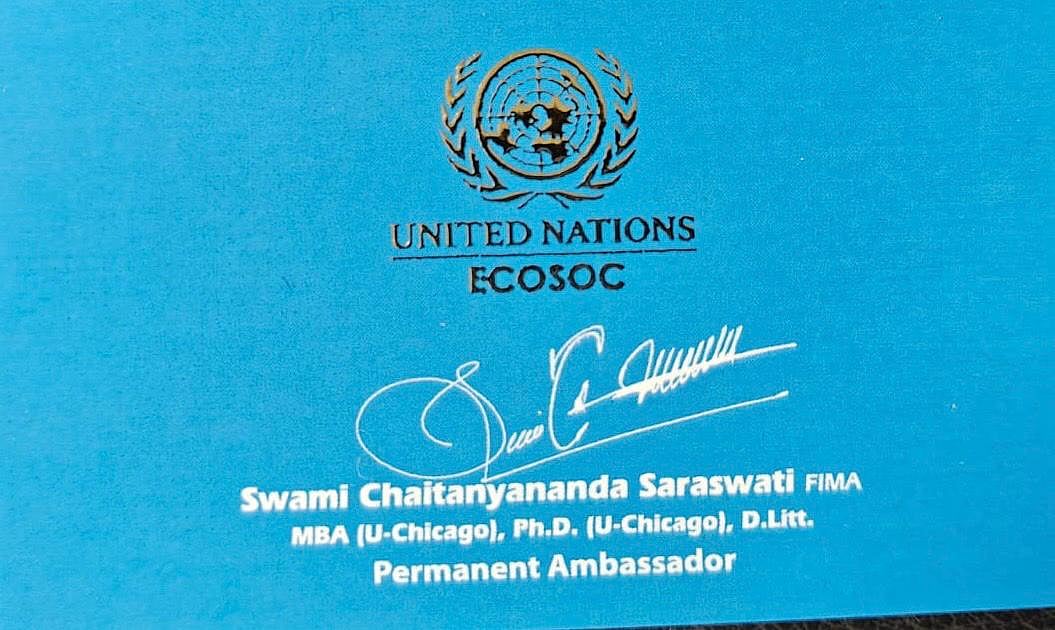 UNITED NATIONS
ECOSOC
Swami Chaitanyananda Saraswati FIMA
MBA (U-Chicago), Ph.D. (U-Chicago), D.Litt.
Permanent Ambassador